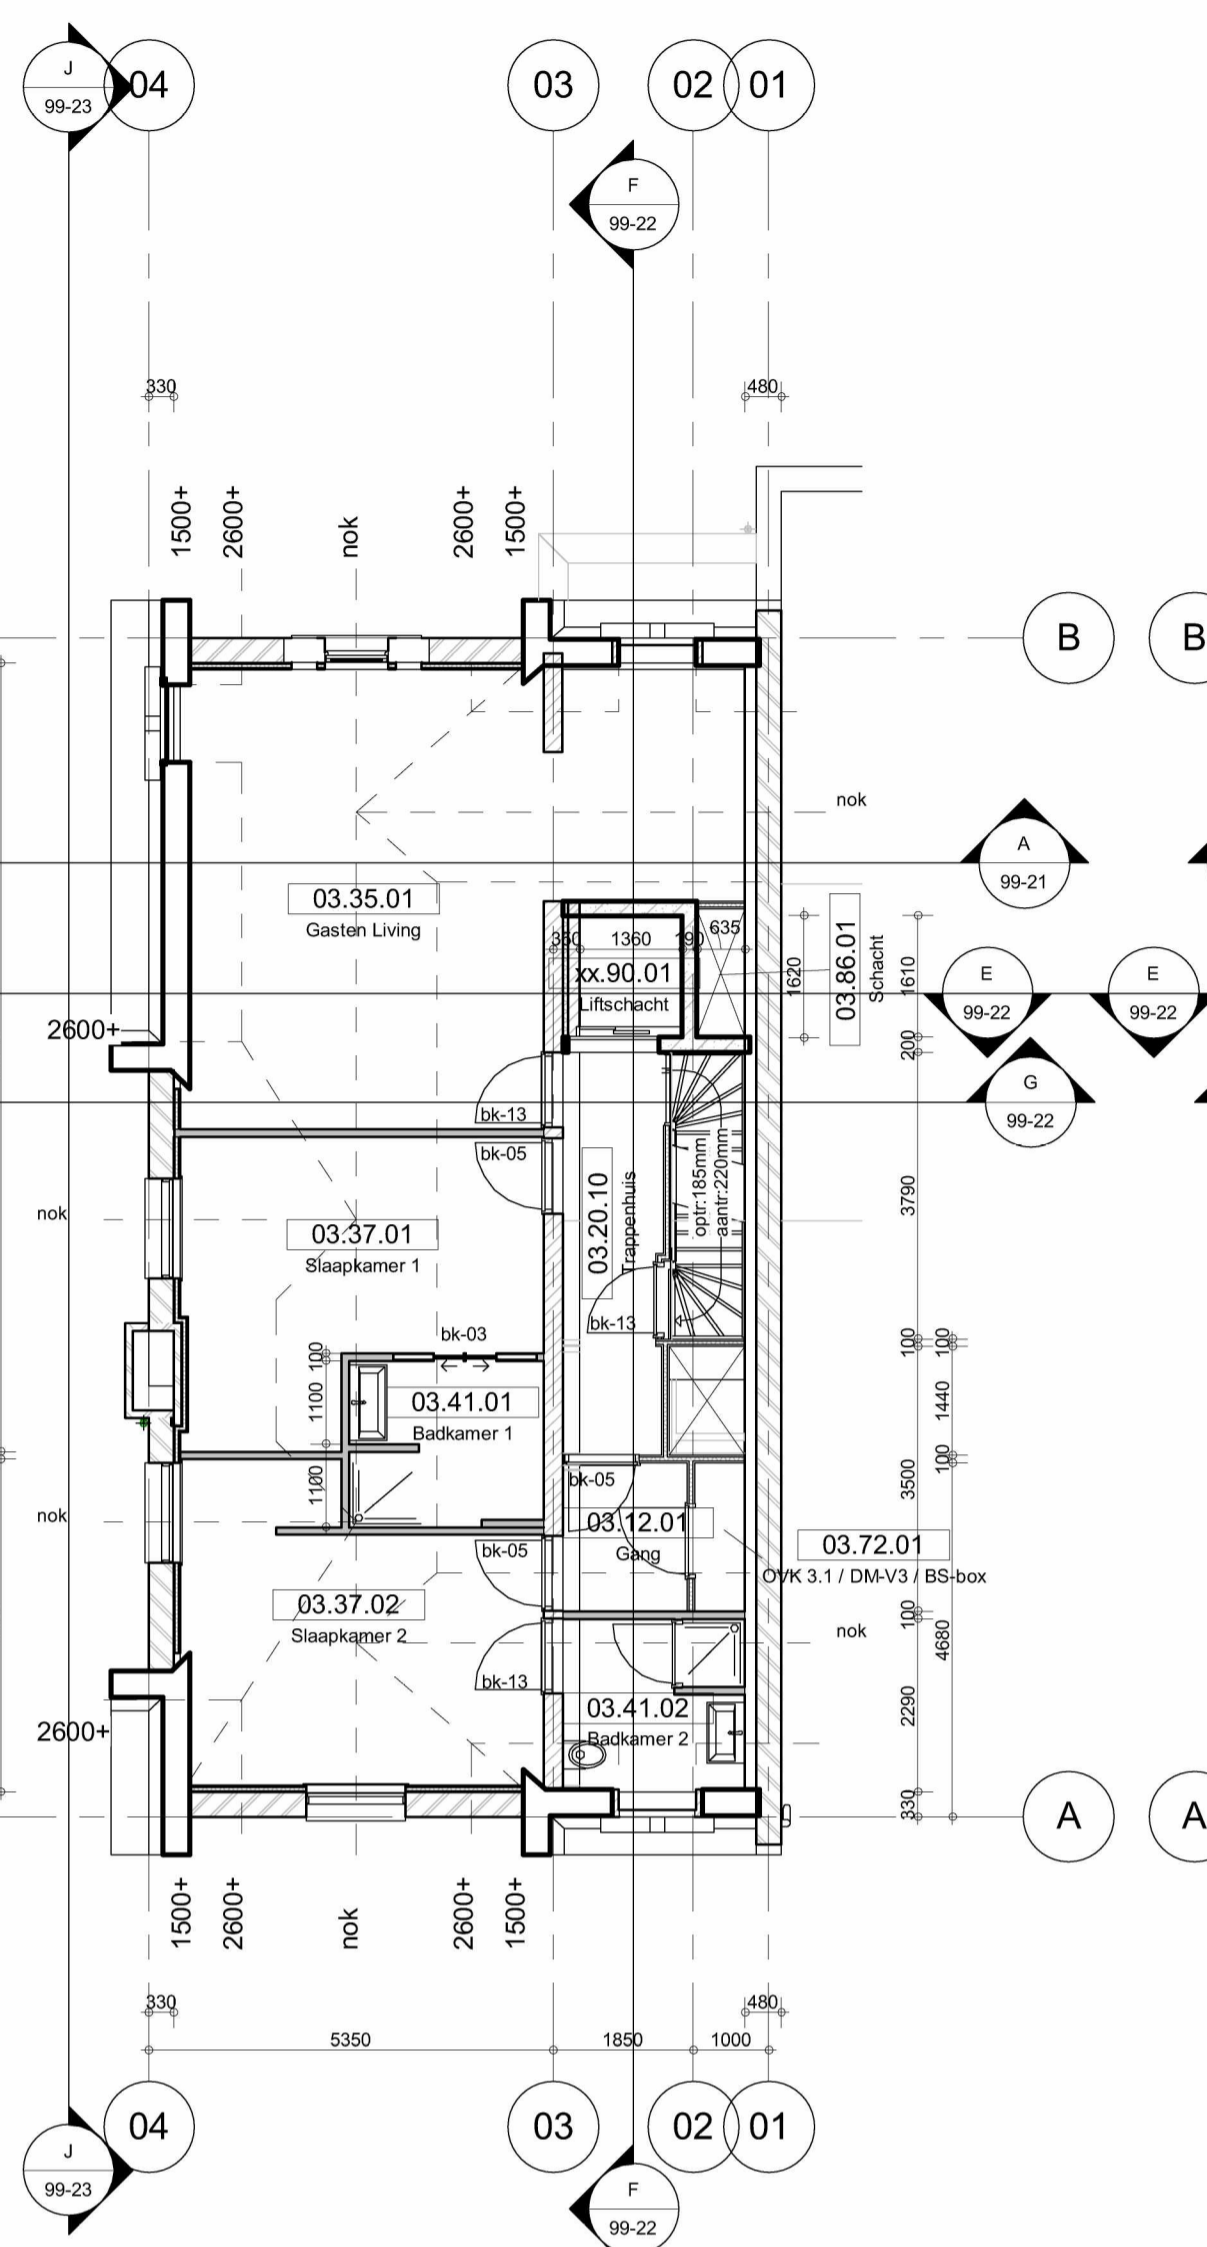 J
99-23
04
03
02
01
F
99-22
330
480
1500+
2600+
nok
2600+
1500+
B
B
nok
A
99-21
03.35.01
Gasten Living
350
1360
190
635
xx.90.01
Liftschacht
1620
03.86.01
Schacht
1610
E
99-22
E
99-22
2600+
200
G
99-22
bk-13
bk-05
03.20.10
Trappenhuis
optr:185mm
aantr:220mm
3790
nok
03.37.01
Slaapkamer 1
bk-13
bk-03
100
100
100
1100
03.41.01
Badkamer 1
1440
1100
bk-05
3500
100
nok
03.12.01
Gang
bk-05
03.72.01
OVK 3.1 / DM-V3 / BS-box
03.37.02
Slaapkamer 2
100
nok
4680
bk-13
03.41.02
Badkamer 2
2290
2600+
330
A
A
1500+
2600+
nok
2600+
1500+
330
480
5350
1850
1000
04
03
02
01
J
99-23
F
99-22